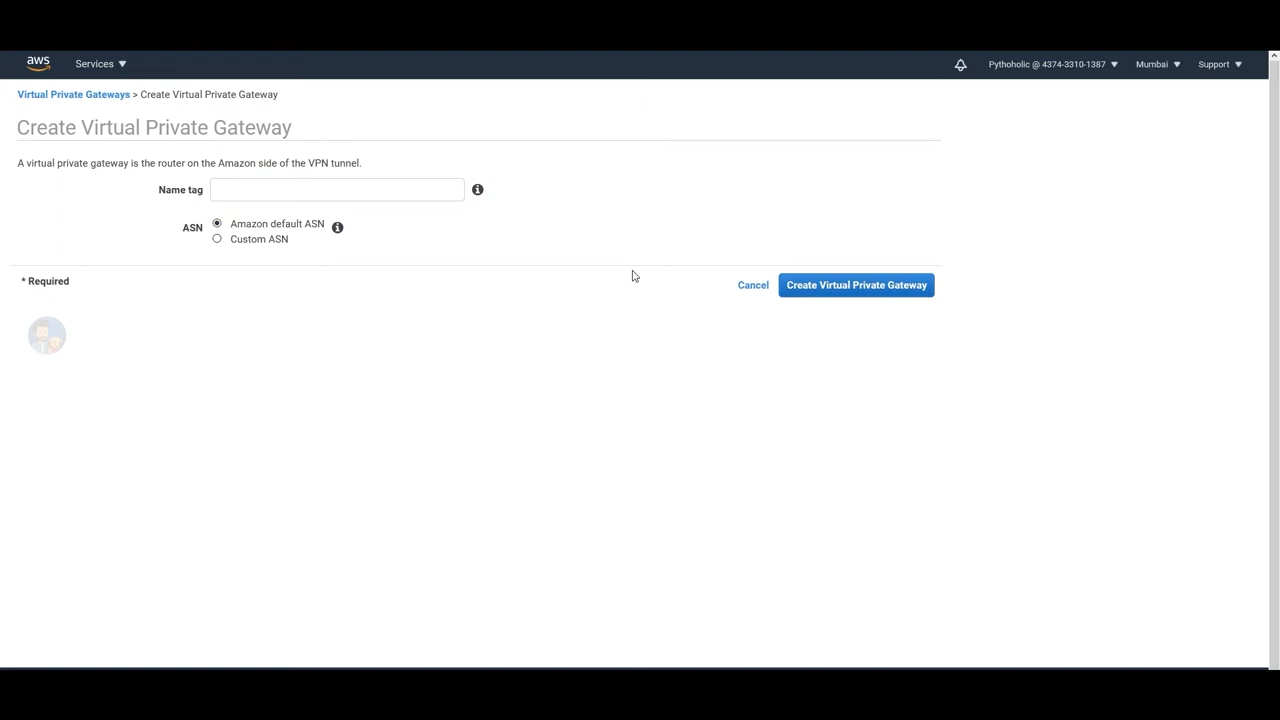 aws Services Pythoholic @ 4374-3310-1387 Mumbai Support
Virtual Private Gateways > Create Virtual Private Gateway
Create Virtual Private Gateway
A virtual private gateway is the router on the Amazon side of the VPN tunnel.
Name tag
ASN Amazon default ASN
Custom ASN
* Required Cancel Create Virtual Private Gateway